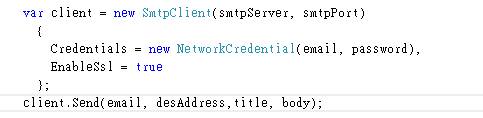 var client = new SmtpClient(smtpServer, smtpPort)
{
Credentials = new NetworkCredential(email, password),
EnableSsl = true
};
client.Send(email, desAddress,title, body);